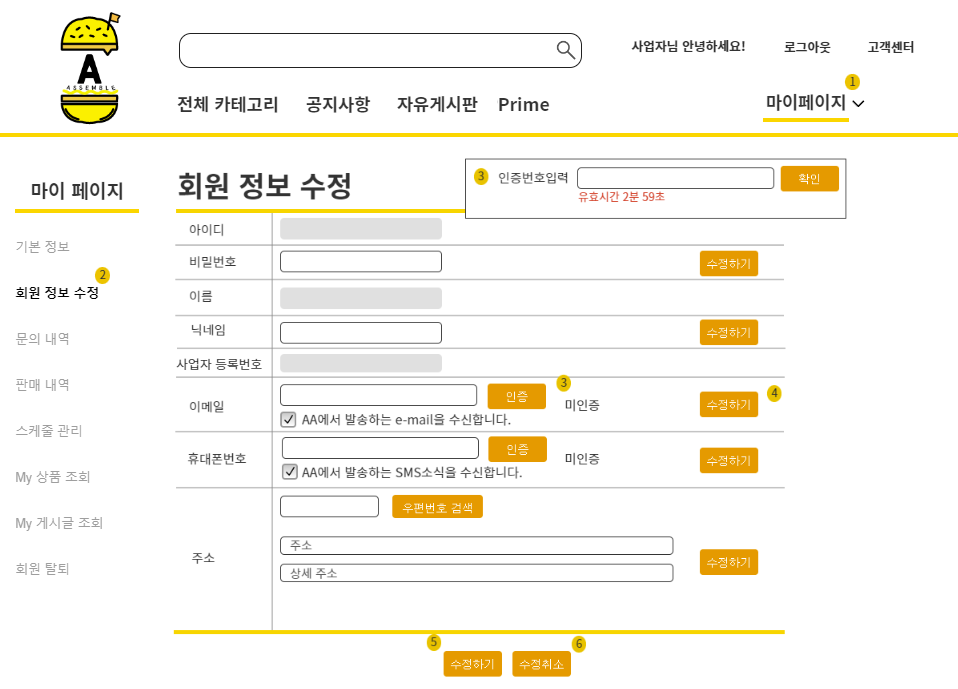 A
ASSEMBLE
사업자님 안녕하세요!
로그아웃
고객센터
1
전체 카테고리
공지사항
자유게시판
Prime
마이페이지
마이 페이지
기본 정보
2
회원 정보 수정
문의 내역
판매 내역
스케줄 관리
My 상품 조회
My 게시글 조회
회원 탈퇴
회원 정보 수정
3
인증번호입력
확인
유효시간 2분 59초
아이디
비밀번호
수정하기
이름
닉네임
수정하기
사업자 등록번호
이메일
인증
3
미인증
수정하기
4
AA에서 발송하는 e-mail을 수신합니다.
휴대폰번호
인증
미인증
수정하기
AA에서 발송하는 SMS소식을 수신합니다.
우편번호 검색
주소
주소
상세 주소
수정하기
5
수정하기
6
수정취소